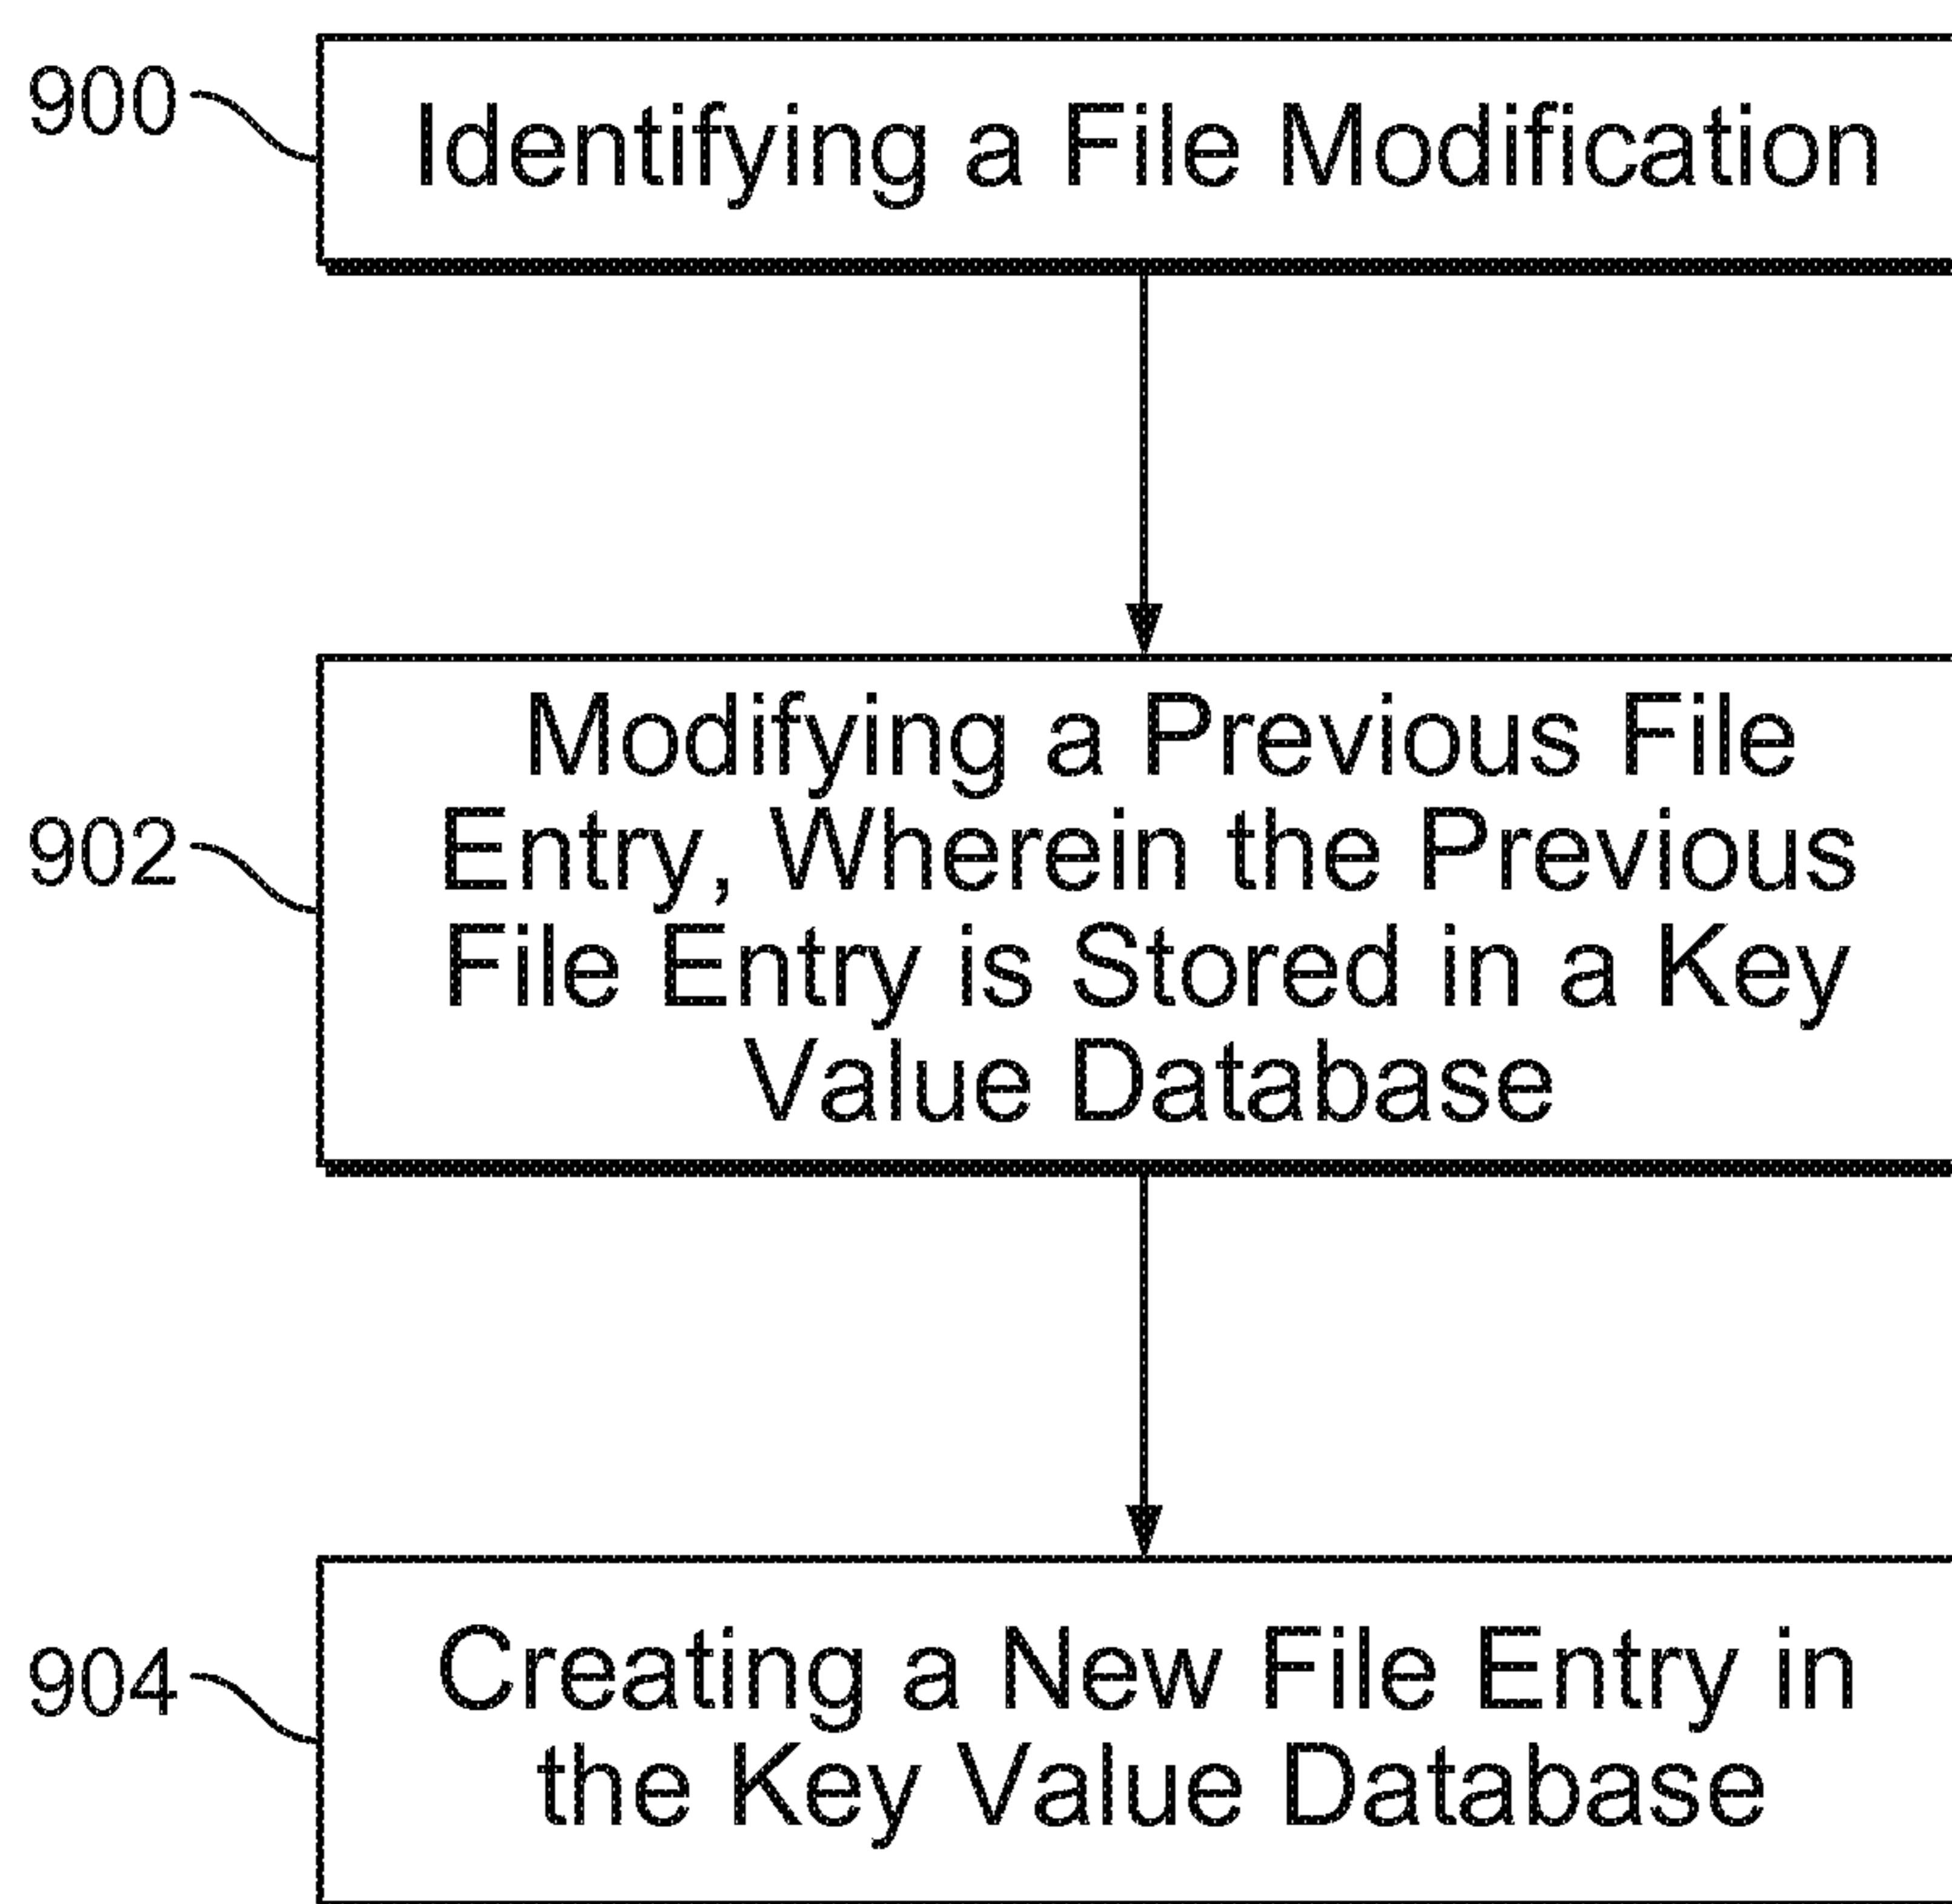 900
Identifying a File Modification
902
Modifying a Previous File
Entry, Wherein the Previous
File Entry is Stored in a Key
Value Database
904
Creating a New File Entry in
the Key Value Database